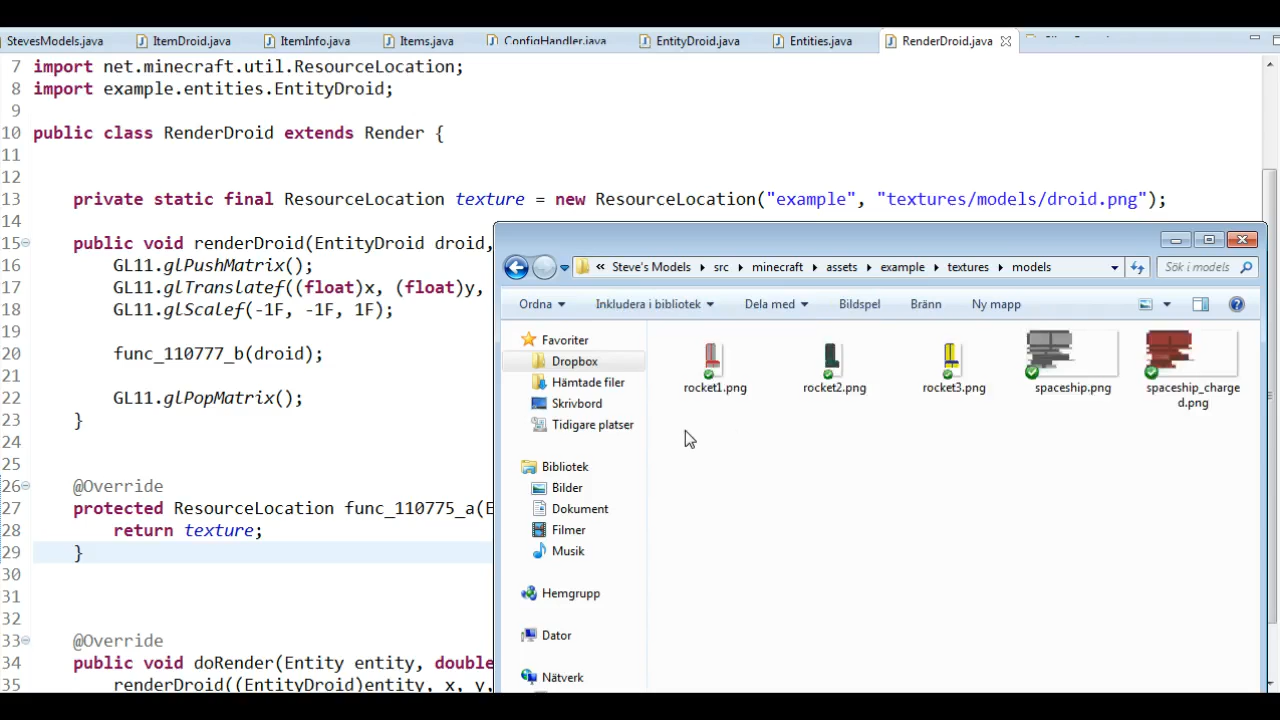 StevesModels.java ItemDroid.java ItemInfo.java Items.java ConfigHandler.java EntityDroid.java Entities.java RenderDroid.java
7 import net.minecraft.util.ResourceLocation;
8 import example.entities.EntityDroid;
9
10 public class RenderDroid extends Render {
11
12
13 private static final ResourceLocation texture = new ResourceLocation("example", "textures/models/droid.png");
14
15 public void renderDroid(EntityDroid droid,
16 GL11.glPushMatrix();
17 GL11.glTranslatef((float)x, (float)y,
18 GL11.glScalef(-1F, -1F, 1F);
19
20 func_110777_b(droid);
21
22 GL11.glPopMatrix();
23 }
24
25
26 @Override
27 protected ResourceLocation func_110775_a(E
28 return texture;
29 }
30
31
32
33 @Override
34 public void doRender(Entity entity, double
35 renderDroid((EntityDroid)entity, x, y,
« Steve's Models src minecraft assets example textures models
Sök i models
Ordna Inkludera i bibliotek Dela med Bildspel Bränn Ny mapp
Favoriter
Dropbox
Hämtade filer
Skrivbord
Tidigare platser
Bibliotek
Bilder
Dokument
Filmer
Musik
Hemgrupp
Dator
Nätverk
rocket1.png
rocket2.png
rocket3.png
spaceship.png
spaceship_charge
d.png